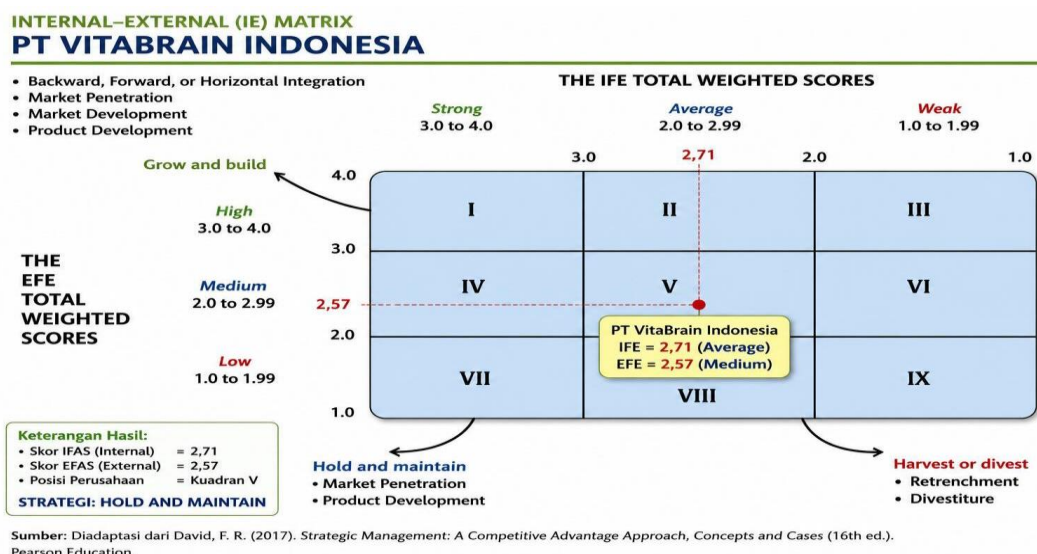 INTERNAL–EXTERNAL (IE) MATRIX
PT VITABRAIN INDONESIA
• Backward, Forward, or Horizontal Integration
• Market Penetration
• Market Development
• Product Development
THE IFE TOTAL WEIGHTED SCORES
Strong
3.0 to 4.0
Average
2.0 to 2.99
Weak
1.0 to 1.99
3.0
2,71
2.0
1.0
Grow and build
4.0
High
3.0 to 4.0
I
II
III
3.0
THE
EFE
TOTAL
WEIGHTED
SCORES
Medium
2.0 to 2.99
2,57
IV
V
VI
2.0
PT VitaBrain Indonesia
IFE = 2,71 (Average)
EFE = 2,57 (Medium)
Low
1.0 to 1.99
VII
VIII
IX
1.0
Keterangan Hasil:
• Skor IFAS (Internal) = 2,71
• Skor EFAS (External) = 2,57
• Posisi Perusahaan = Kuadran V
STRATEGI: HOLD AND MAINTAIN
Hold and maintain
• Market Penetration
• Product Development
Harvest or divest
• Retrenchment
• Divestiture
Sumber: Diadaptasi dari David, F. R. (2017). Strategic Management: A Competitive Advantage Approach, Concepts and Cases (16th ed.).
Pearson Education